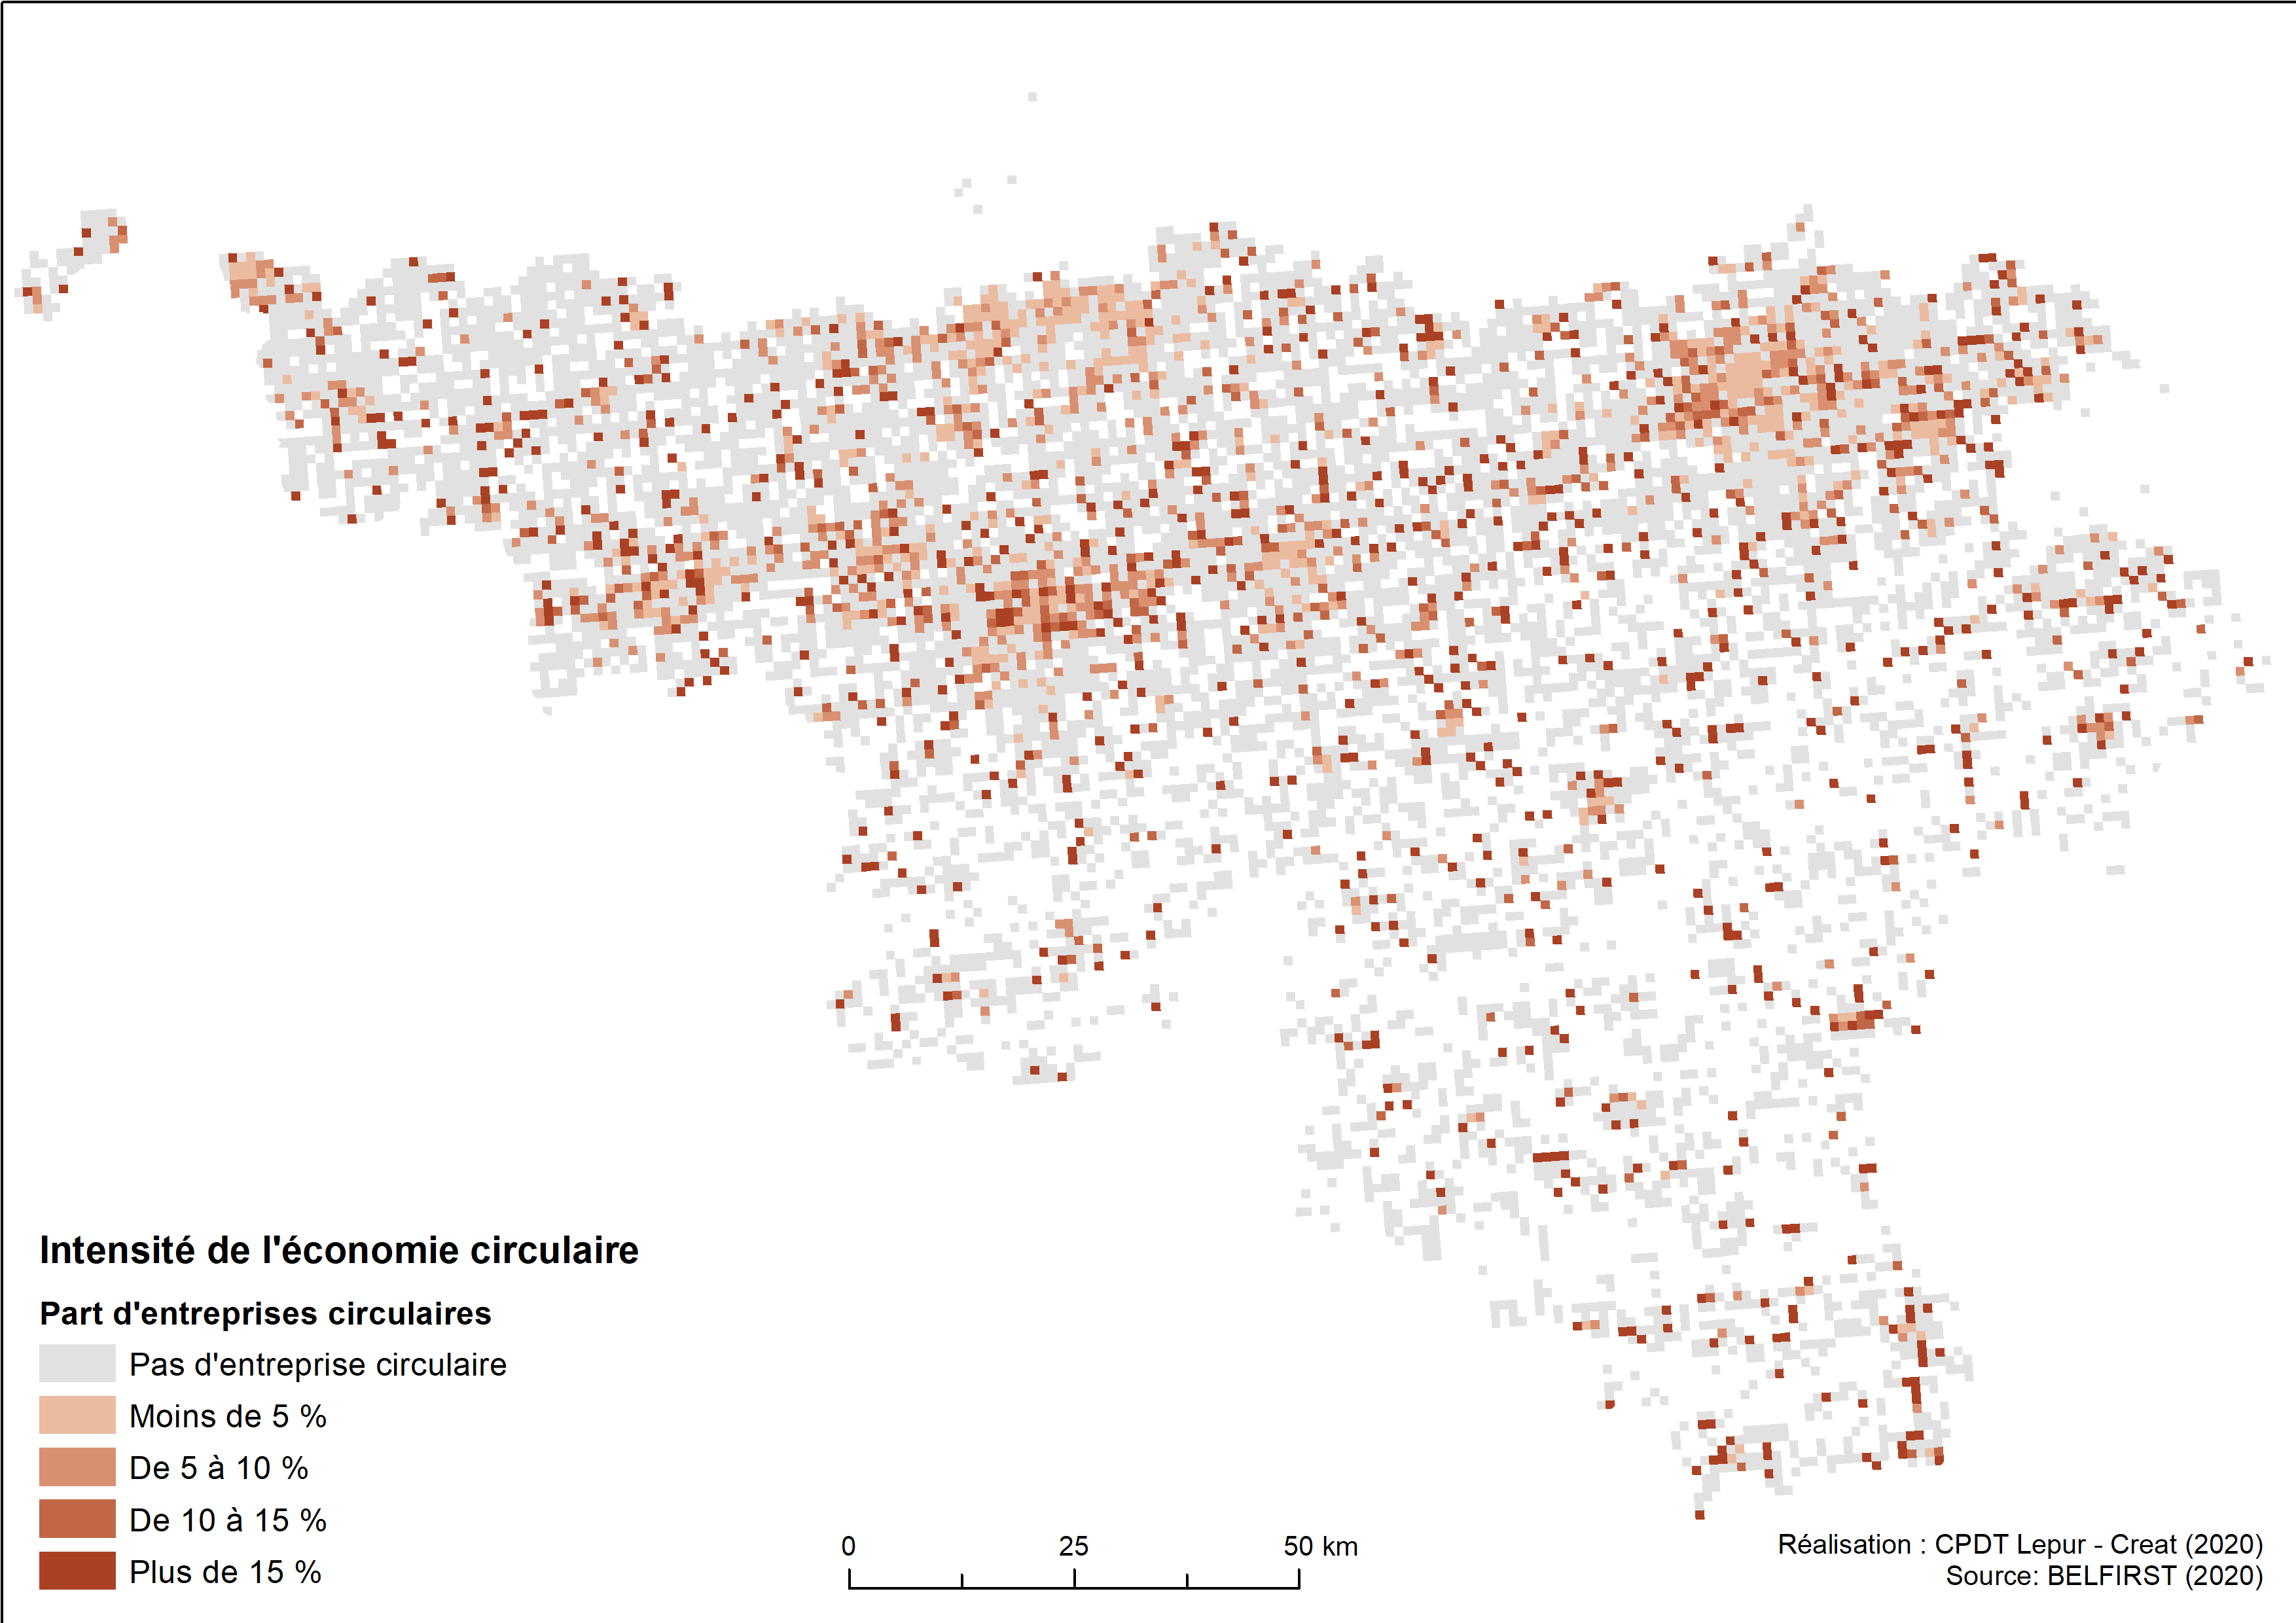 Intensité de l'économie circulaire
Part d'entreprises circulaires
Pas d'entreprise circulaire
Moins de 5 %
De 5 à 10 %
De 10 à 15 %
Plus de 15 %
0 25 50 km
Réalisation : CPDT Lepur - Creat (2020)
Source: BELFIRST (2020)